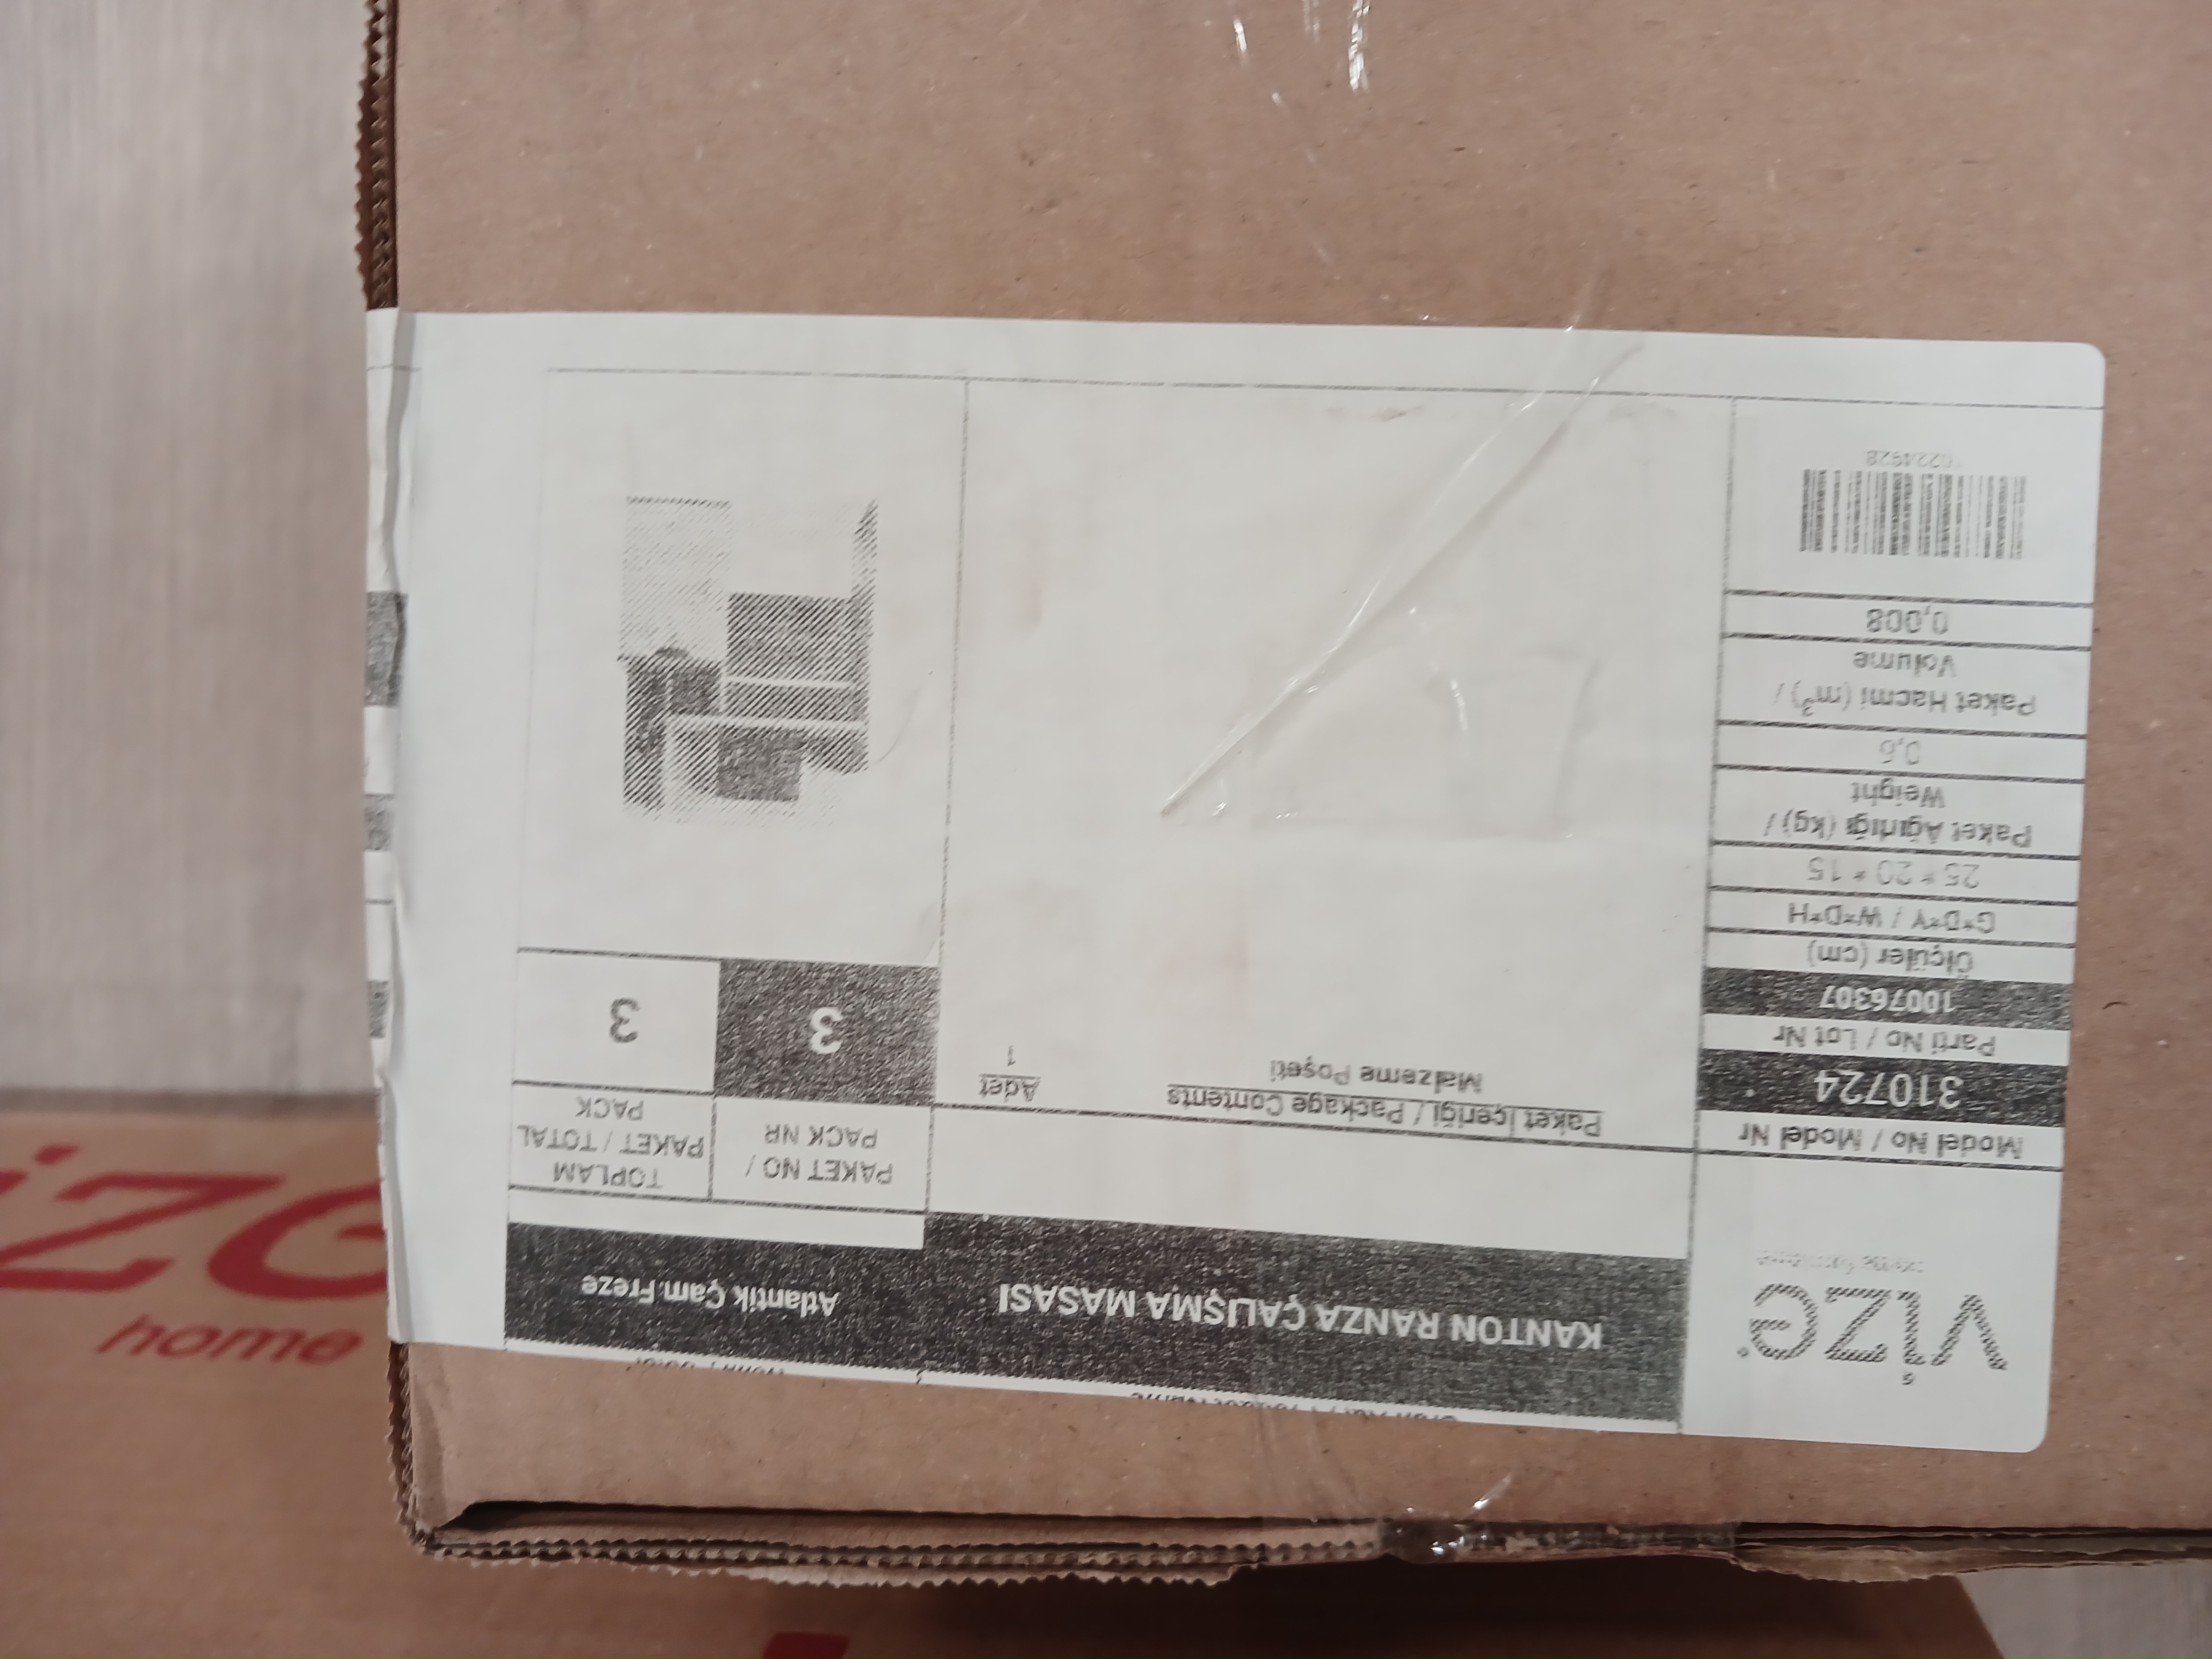 vize
KANTON RANZA ÇALIŞMA MASASI
Atlantik Çam Freze
Model No / Model Nr
3107724
Parti No / Lot Nr
10076307
Ölçüler (cm)
G*D*Y / W*D*H
25 * 20 * 15
Paket Ağırlığı (kg) /
Weight
0,6
Paket Hacmi (m³) /
Volume
0,008
Paket İçeriği / Package Contents
Adet
Malzeme Poşeti
1
PAKET NO /
PACK NR
TOPLAM
PAKET / TOTAL
PACK
3
3
home